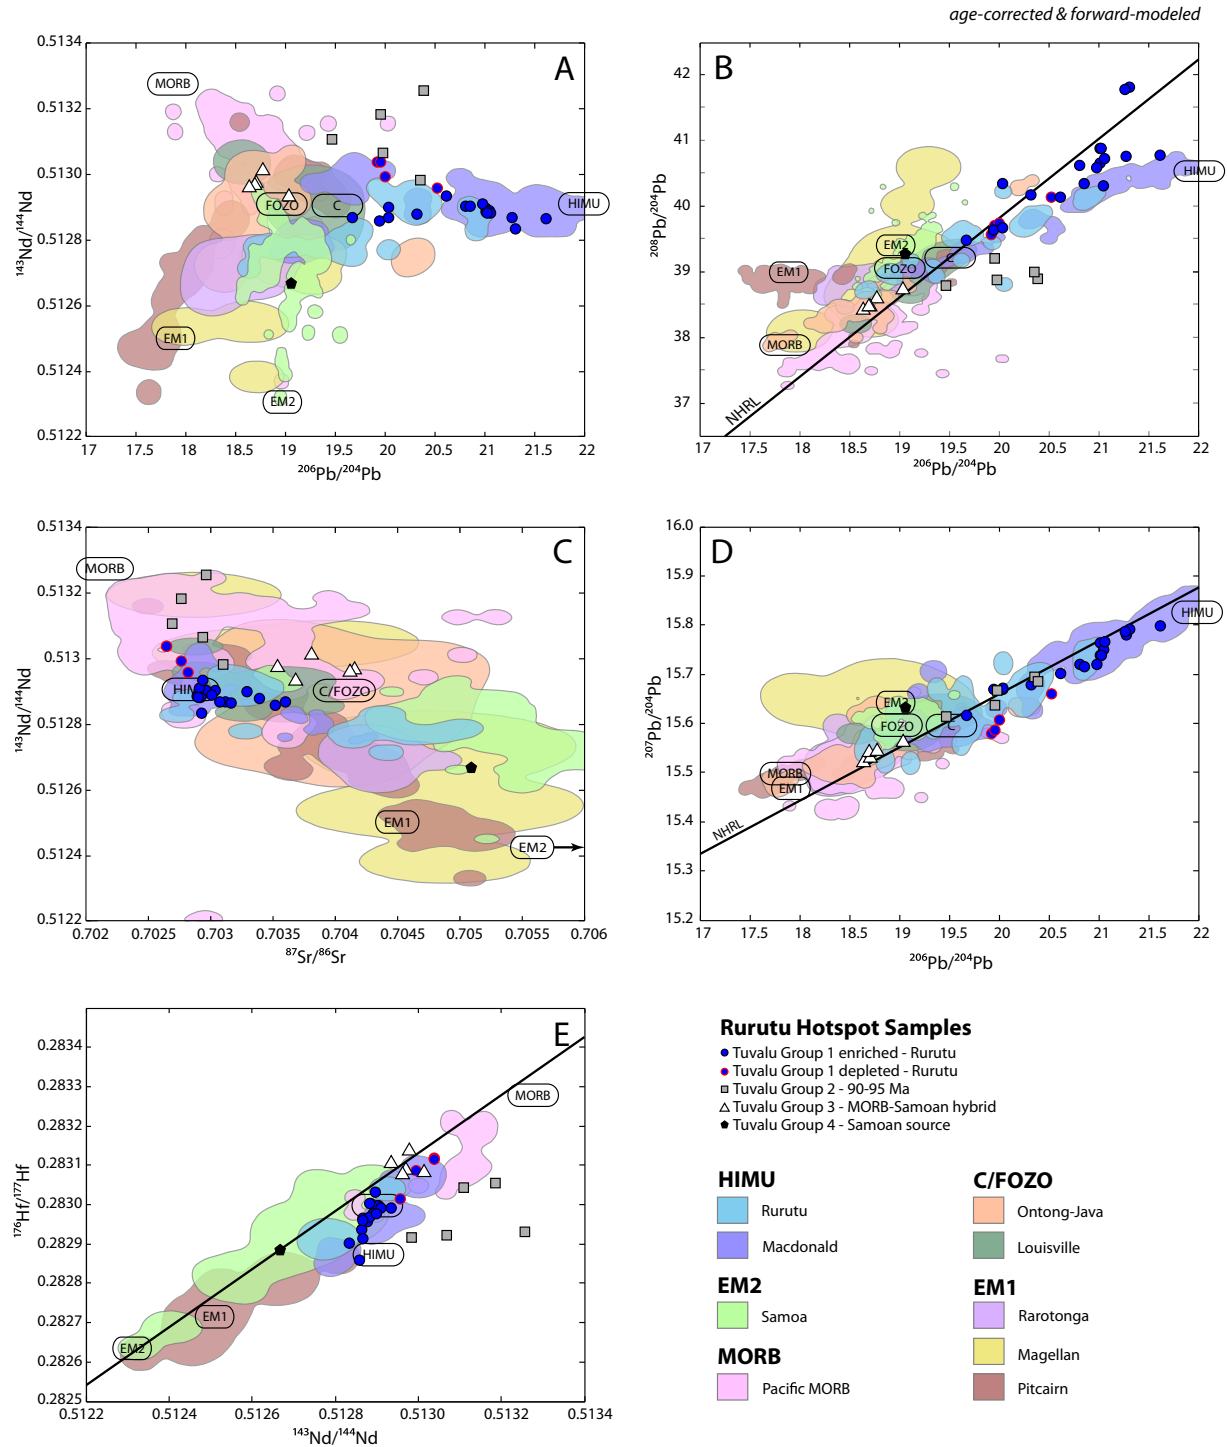 age-corrected & forward-modeled
A
0.5134
0.5132
0.5130
0.5128
0.5126
0.5124
0.5122
143Nd/144Nd
MORB
FOZO
C
HIMU
EM1
EM2
17 17.5 18 18.5 19 19.5 20 20.5 21 21.5 22
206Pb/204Pb
B
42
41
40
39
38
37
208Pb/204Pb
HIMU
EM2
EM1
FOZO
C
MORB
NHRL
17 17.5 18 18.5 19 19.5 20 20.5 21 21.5 22
206Pb/204Pb
C
0.5134
0.5132
0.513
0.5128
0.5126
0.5124
0.5122
143Nd/144Nd
MORB
HIMU
C/FOZO
EM1
EM2
0.702 0.7025 0.703 0.7035 0.704 0.7045 0.705 0.7055 0.706
87Sr/86Sr
D
16.0
15.9
15.8
15.7
15.6
15.5
15.4
15.3
15.2
207Pb/204Pb
HIMU
EM2
FOZO
C
MORB
EM1
NHRL
17 17.5 18 18.5 19 19.5 20 20.5 21 21.5 22
206Pb/204Pb
E
0.2834
0.2833
0.2832
0.2831
0.2830
0.2829
0.2828
0.2827
0.2826
0.2825
176Hf/177Hf
MORB
HIMU
EM1
EM2
0.5122 0.5124 0.5126 0.5128 0.5130 0.5132 0.5134
143Nd/144Nd
Rurutu Hotspot Samples
Tuvalu Group 1 enriched - Rurutu
Tuvalu Group 1 depleted - Rurutu
Tuvalu Group 2 - 90-95 Ma
Tuvalu Group 3 - MORB-Samoan hybrid
Tuvalu Group 4 - Samoan source
HIMU
Rurutu
Macdonald
EM2
Samoa
MORB
Pacific MORB
C/FOZO
Ontong-Java
Louisville
EM1
Rarotonga
Magellan
Pitcairn